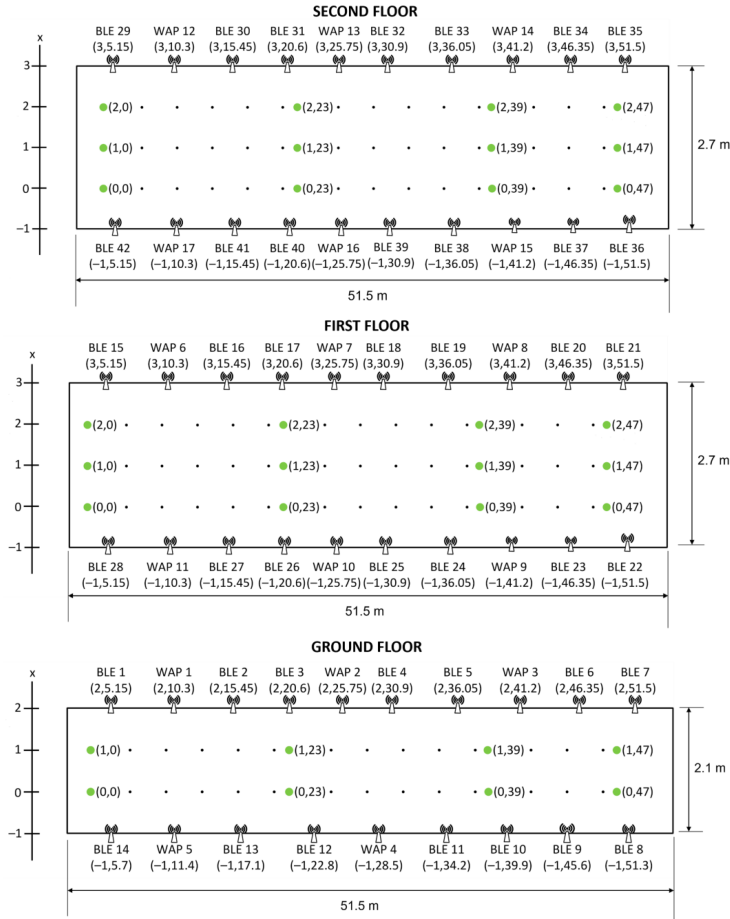 SECOND FLOOR
x
BLE 29 WAP 12 BLE 30 BLE 31 WAP 13 BLE 32 BLE 33 WAP 14 BLE 34 BLE 35
(3,5.15) (3,10.3) (3,15.45) (3,20.6) (3,25.75) (3,30.9) (3,36.05) (3,41.2) (3,46.35) (3,51.5)
3
2 (2,0) (2,23) (2,39) (2,47)
2.7 m
1 (1,0) (1,23) (1,39) (1,47)
0 (0,0) (0,23) (0,39) (0,47)
−1
BLE 42 WAP 17 BLE 41 BLE 40 WAP 16 BLE 39 BLE 38 WAP 15 BLE 37 BLE 36
(−1,5.15) (−1,10.3) (−1,15.45) (−1,20.6) (−1,25.75) (−1,30.9) (−1,36.05) (−1,41.2) (−1,46.35) (−1,51.5)
51.5 m
FIRST FLOOR
x
BLE 15 WAP 6 BLE 16 BLE 17 WAP 7 BLE 18 BLE 19 WAP 8 BLE 20 BLE 21
(3,5.15) (3,10.3) (3,15.45) (3,20.6) (3,25.75) (3,30.9) (3,36.05) (3,41.2) (3,46.35) (3,51.5)
3
2 (2,0) (2,23) (2,39) (2,47)
2.7 m
1 (1,0) (1,23) (1,39) (1,47)
0 (0,0) (0,23) (0,39) (0,47)
−1
BLE 28 WAP 11 BLE 27 BLE 26 WAP 10 BLE 25 BLE 24 WAP 9 BLE 23 BLE 22
(−1,5.15) (−1,10.3) (−1,15.45) (−1,20.6) (−1,25.75) (−1,30.9) (−1,36.05) (−1,41.2) (−1,46.35) (−1,51.5)
51.5 m
GROUND FLOOR
x
BLE 1 WAP 1 BLE 2 BLE 3 WAP 2 BLE 4 BLE 5 WAP 3 BLE 6 BLE 7
(2,5.15) (2,10.3) (2,15.45) (2,20.6) (2,25.75) (2,30.9) (2,36.05) (2,41.2) (2,46.35) (2,51.5)
2
1 (1,0) (1,23) (1,39) (1,47)
2.1 m
0 (0,0) (0,23) (0,39) (0,47)
−1
BLE 14 WAP 5 BLE 13 BLE 12 WAP 4 BLE 11 BLE 10 BLE 9 BLE 8
(−1,5.7) (−1,11.4) (−1,17.1) (−1,22.8) (−1,28.5) (−1,34.2) (−1,39.9) (−1,45.6) (−1,51.3)
51.5 m